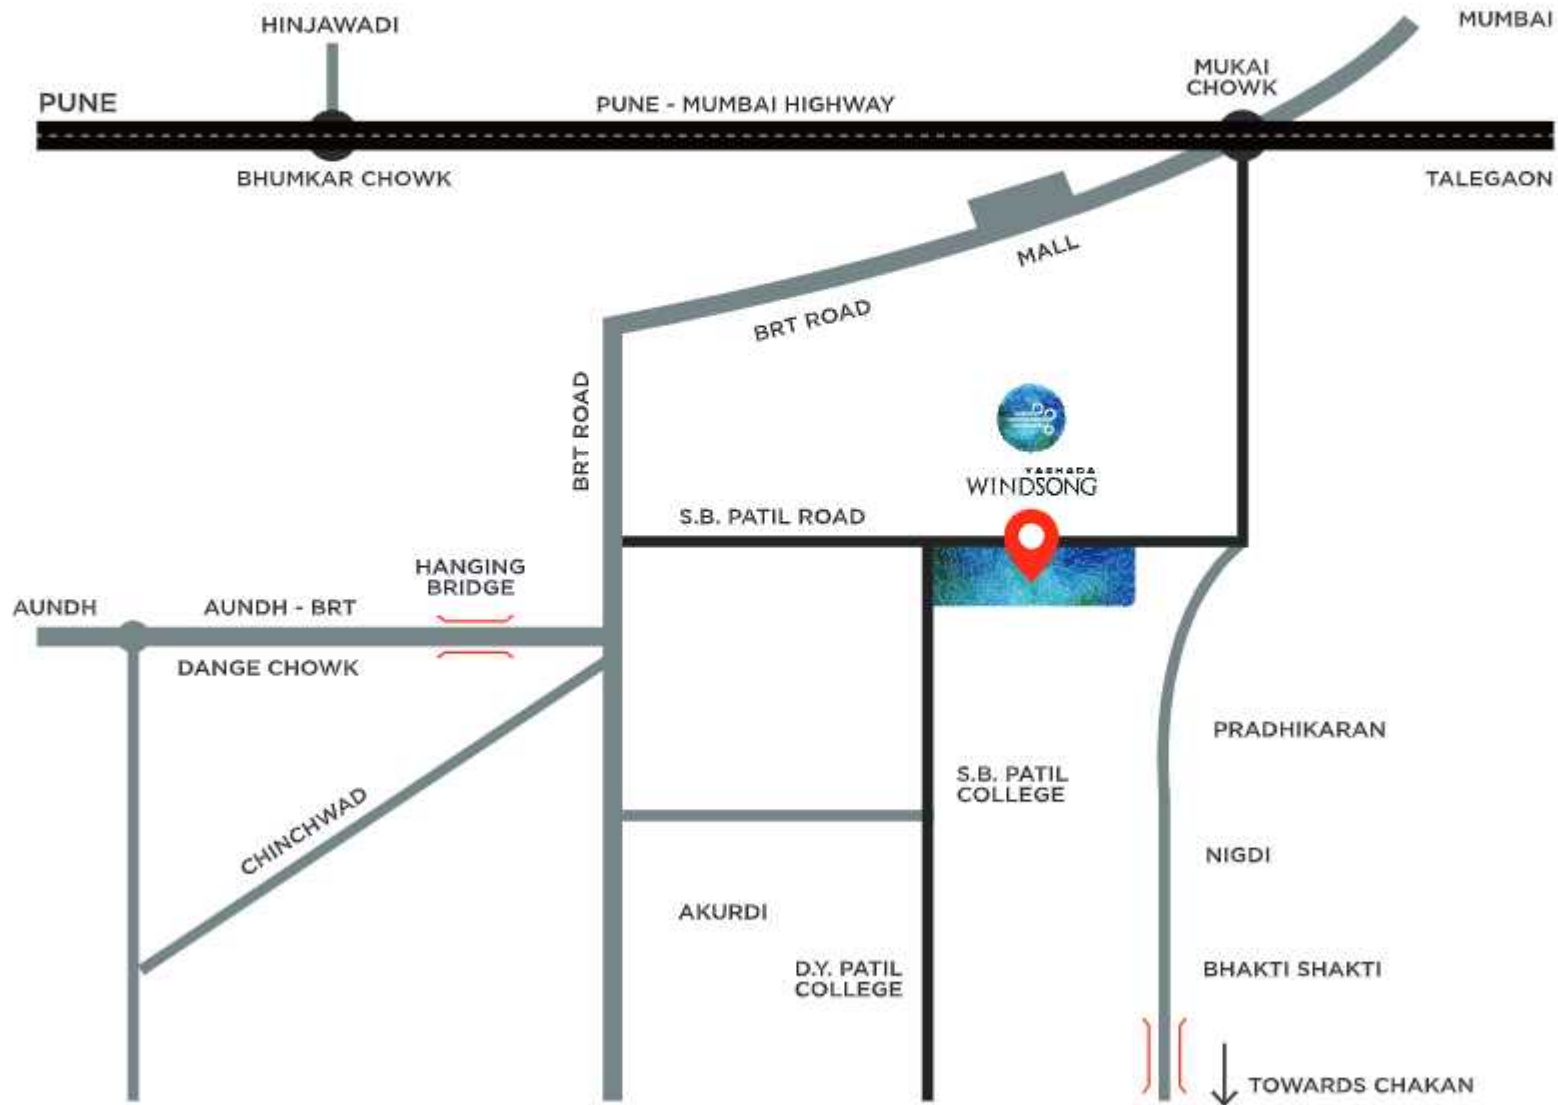 HINJAWADI
MUMBAI
MUKAI
CHOWK
PUNE
PUNE - MUMBAI HIGHWAY
BHUMKAR CHOWK
TALEGAON
MALL
BRT ROAD
BRT ROAD
YASHADA
WINDSONG
S.B. PATIL ROAD
HANGING
BRIDGE
AUNDH
AUNDH - BRT
DANGE CHOWK
PRADHIKARAN
S.B. PATIL
COLLEGE
CHINCHWAD
NIGDI
AKURDI
D.Y. PATIL
COLLEGE
BHAKTI SHAKTI
TOWARDS CHAKAN